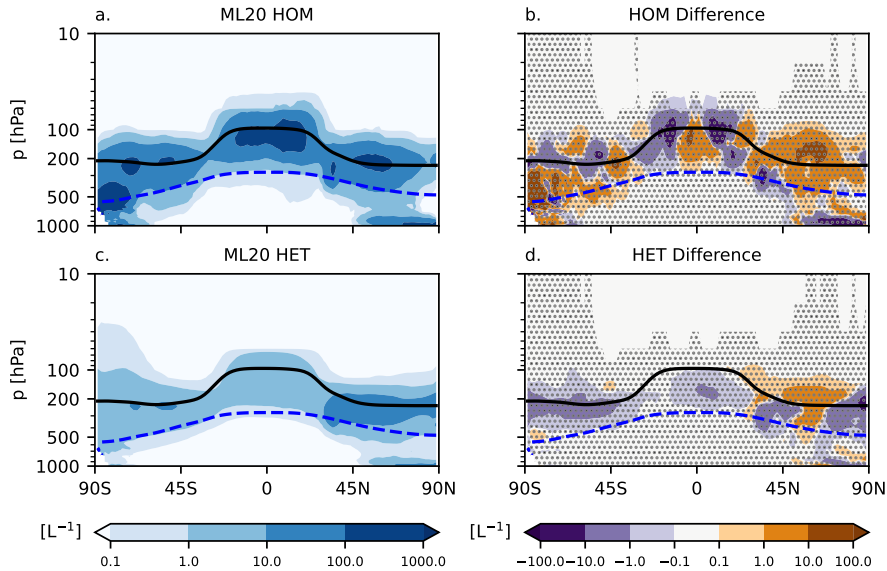 a. ML20 HOM
b. HOM Difference
p [hPa]
10
100
200
500
1000
c. ML20 HET
d. HET Difference
p [hPa]
10
100
200
500
1000
90S 45S 0 45N 90N
90S 45S 0 45N 90N
[L⁻¹]
0.1 1.0 10.0 100.0 1000.0
[L⁻¹]
−100.0 −10.0 −1.0 −0.1 0.1 1.0 10.0 100.0